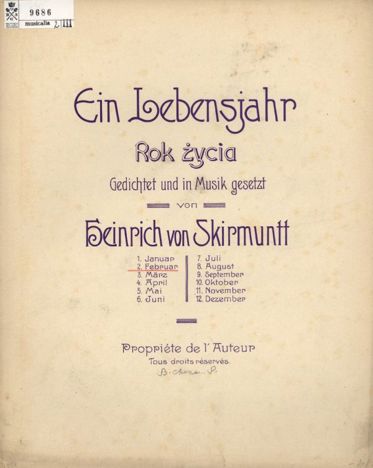 9686
musicalia
III
Ein Lebensjahr
Rok życia
Gedichtet und in Musik gesetzt
von
Heinrich von Skirmuntt
1. Januar
2. Februar
3. März
4. April
5. Mai
6. Juni
7. Juli
8. August
9. September
10. Oktober
11. November
12. Dezember
Propriéte de l'Auteur
Tous droits réservés.